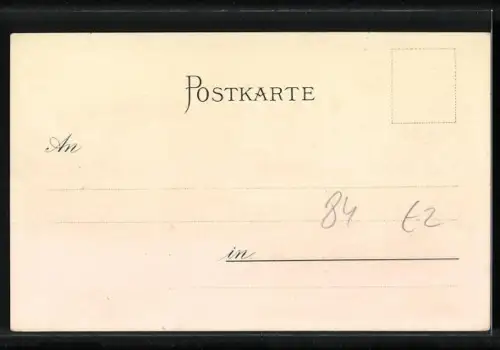 POSTKARTE
An
84 E2
in